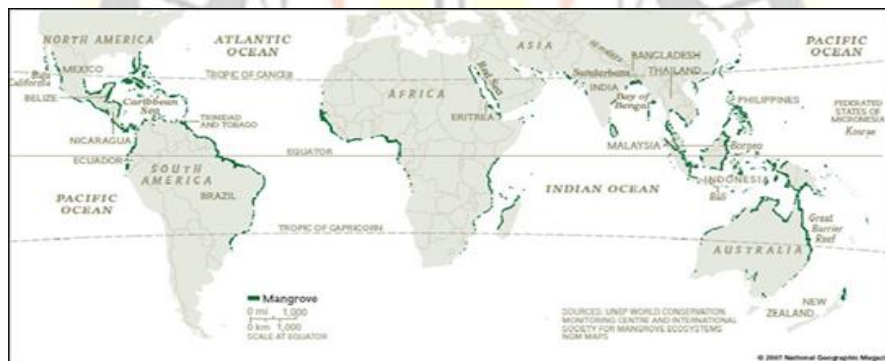 NORTH AMERICA
ATLANTIC
OCEAN
ASIA
PACIFIC
OCEAN
Baja
California
MEXICO
TROPIC OF CANCER
BELIZE
Caribbean
Sea
TRINIDAD
AND TOBAGO
NICARAGUA
ECUADOR
SOUTH
AMERICA
BRAZIL
PACIFIC
OCEAN
AFRICA
Red Sea
ERITREA
EQUATOR
TROPIC OF CAPRICORN
BANGLADESH
Sundarbans
THAILAND
INDIA
Bay of
Bengal
PHILIPPINES
FEDERATED
STATES OF
MICRONESIA
Kosrae
MALAYSIA
Borneo
INDONESIA
Bali
INDIAN OCEAN
Great
Barrier
Reef
AUSTRALIA
NEW
ZEALAND
Mangrove
0 mi 1,000
0 km 1,000
SCALE AT EQUATOR
SOURCES: UNEP WORLD CONSERVATION
MONITORING CENTRE AND INTERNATIONAL
SOCIETY FOR MANGROVE ECOSYSTEMS
NGM MAPS
© 2007 National Geographic Magazine